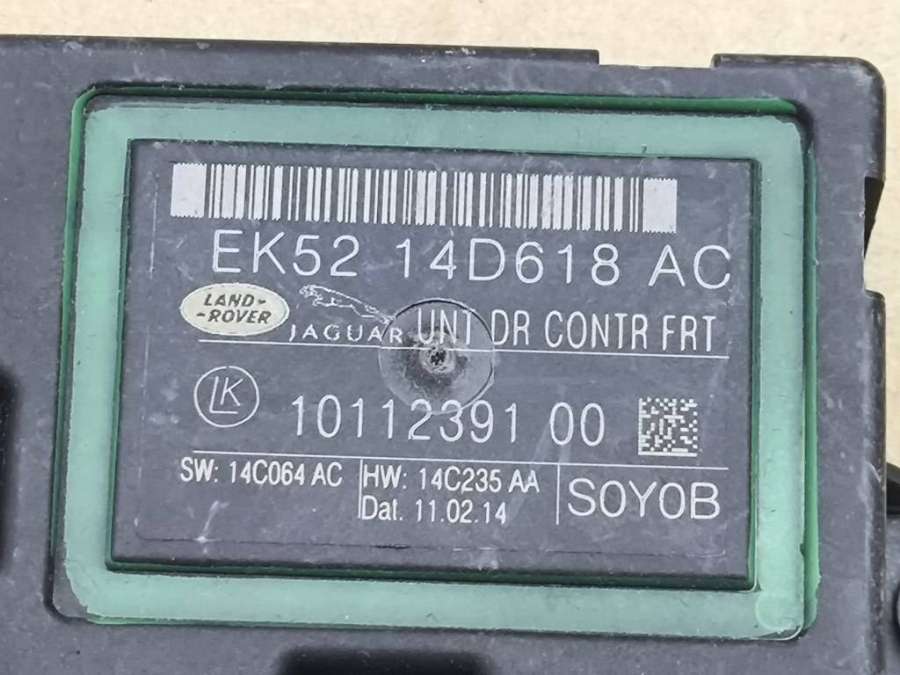 EK52 14D618 AC
LAND-
-ROVER
JAGUAR UNIT DR CONTR FRT
LK
10112391 00
SW: 14C064 AC HW: 14C235 AA
Dat. 11.02.14
S0Y0B